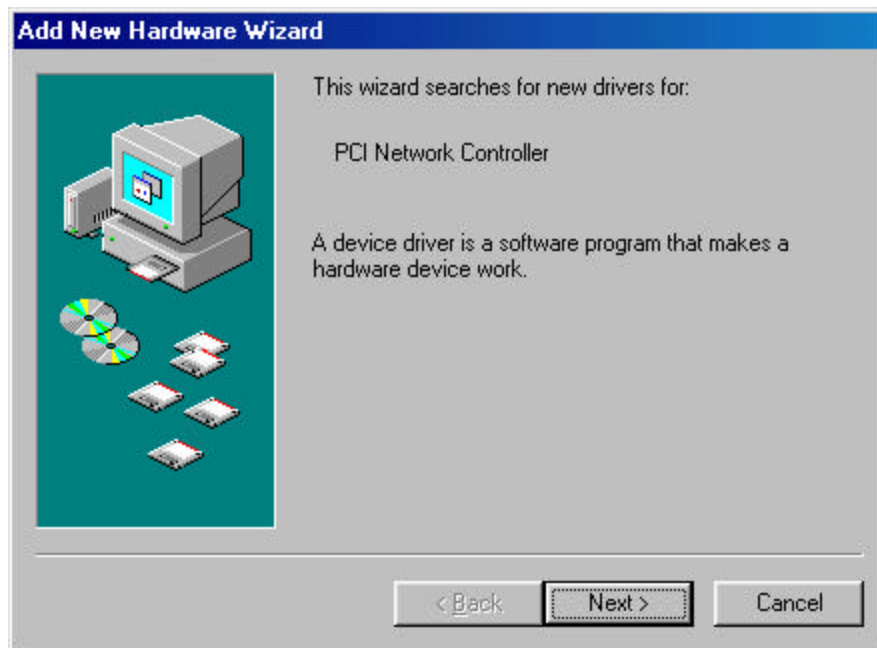 Add New Hardware Wizard
This wizard searches for new drivers for:
PCI Network Controller
A device driver is a software program that makes a
hardware device work.
< Back
Next >
Cancel